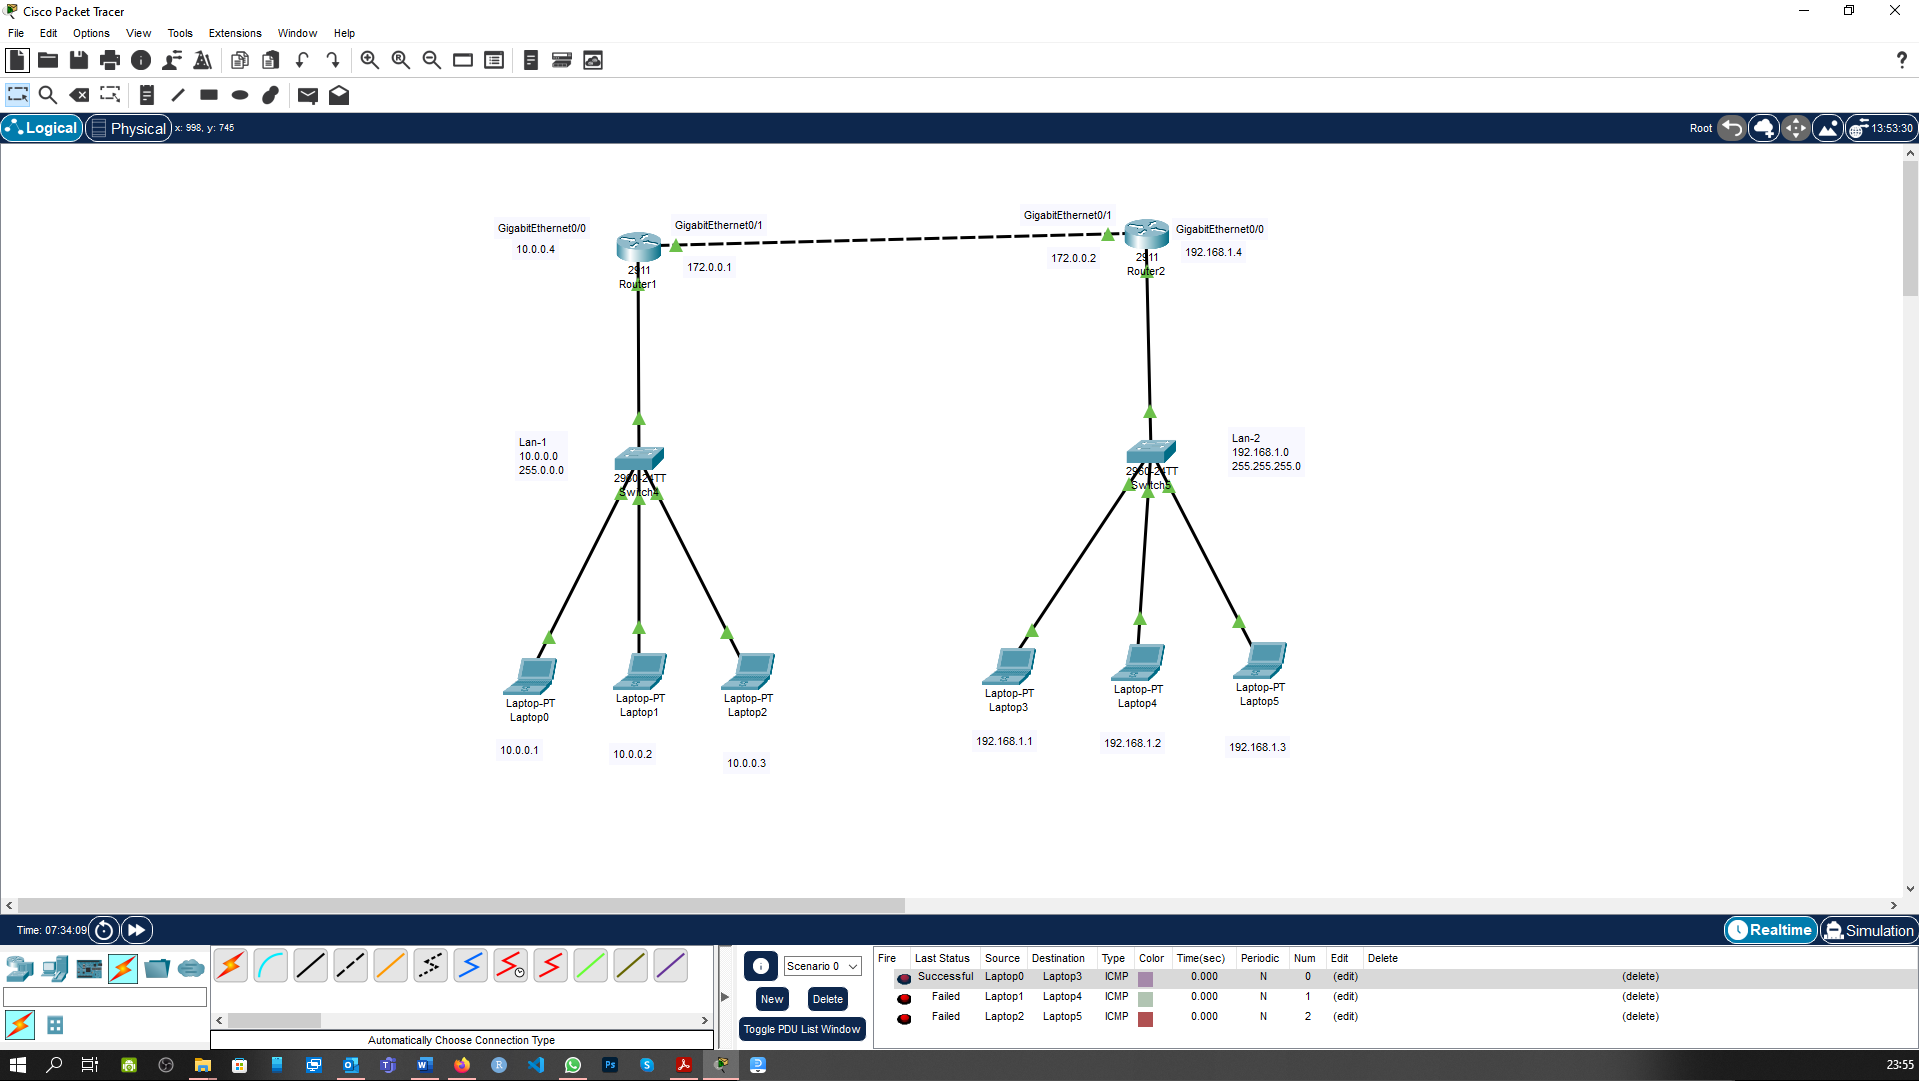 Cisco Packet Tracer
File Edit Options View Tools Extensions Window Help
?
Logical Physical x: 998, y: 745
Root 13:53:30
GigabitEthernet0/0
10.0.0.4
GigabitEthernet0/1
172.0.0.1
2911
Router1
GigabitEthernet0/1
172.0.0.2
2911
Router2
GigabitEthernet0/0
192.168.1.4
Lan-1
10.0.0.0
255.0.0.0
2960-24TT
Switch4
2960-24TT
Switch5
Lan-2
192.168.1.0
255.255.255.0
Laptop-PT
Laptop0
10.0.0.1
Laptop-PT
Laptop1
10.0.0.2
Laptop-PT
Laptop2
10.0.0.3
Laptop-PT
Laptop3
192.168.1.1
Laptop-PT
Laptop4
192.168.1.2
Laptop-PT
Laptop5
192.168.1.3
Time: 07:34:09
Realtime Simulation
Automatically Choose Connection Type
Scenario 0
New Delete
Toggle PDU List Window
Fire Last Status Source Destination Type Color Time(sec) Periodic Num Edit Delete
Successful Laptop0 Laptop3 ICMP 0.000 N 0 (edit) (delete)
Failed Laptop1 Laptop4 ICMP 0.000 N 1 (edit) (delete)
Failed Laptop2 Laptop5 ICMP 0.000 N 2 (edit) (delete)
23:55